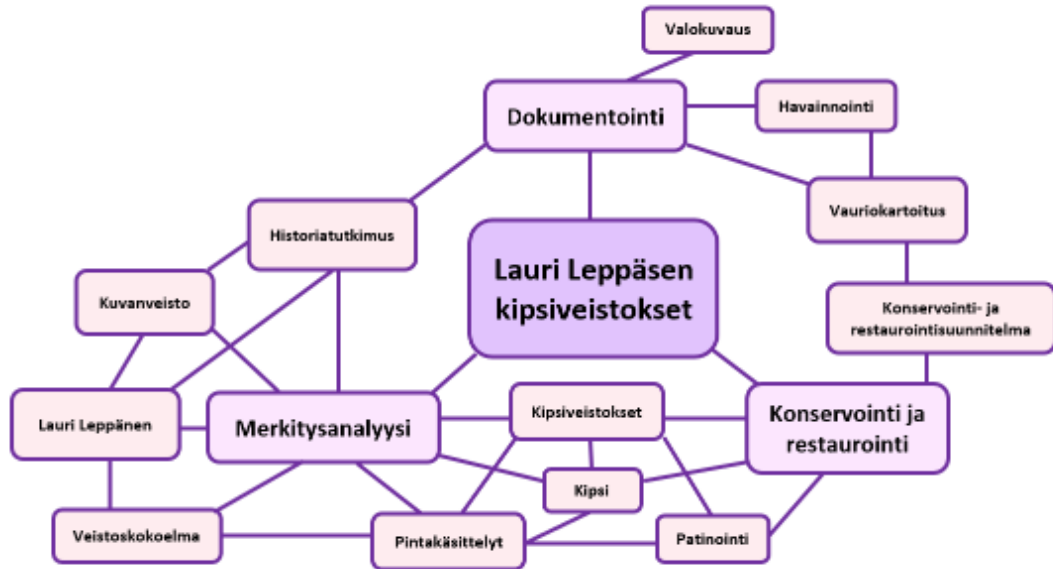 Valokuvaus
Dokumentointi
Havainnointi
Vauriokartoitus
Historiatutkimus
Lauri Leppäsen
kipsiveistokset
Kuvanveisto
Konservointi- ja
restaurointisuunnitelma
Lauri Leppänen
Merkitysanalyysi
Kipsiveistokset
Konservointi ja
restaurointi
Kipsi
Veistoskokoelma
Pintakäsittelyt
Patinointi